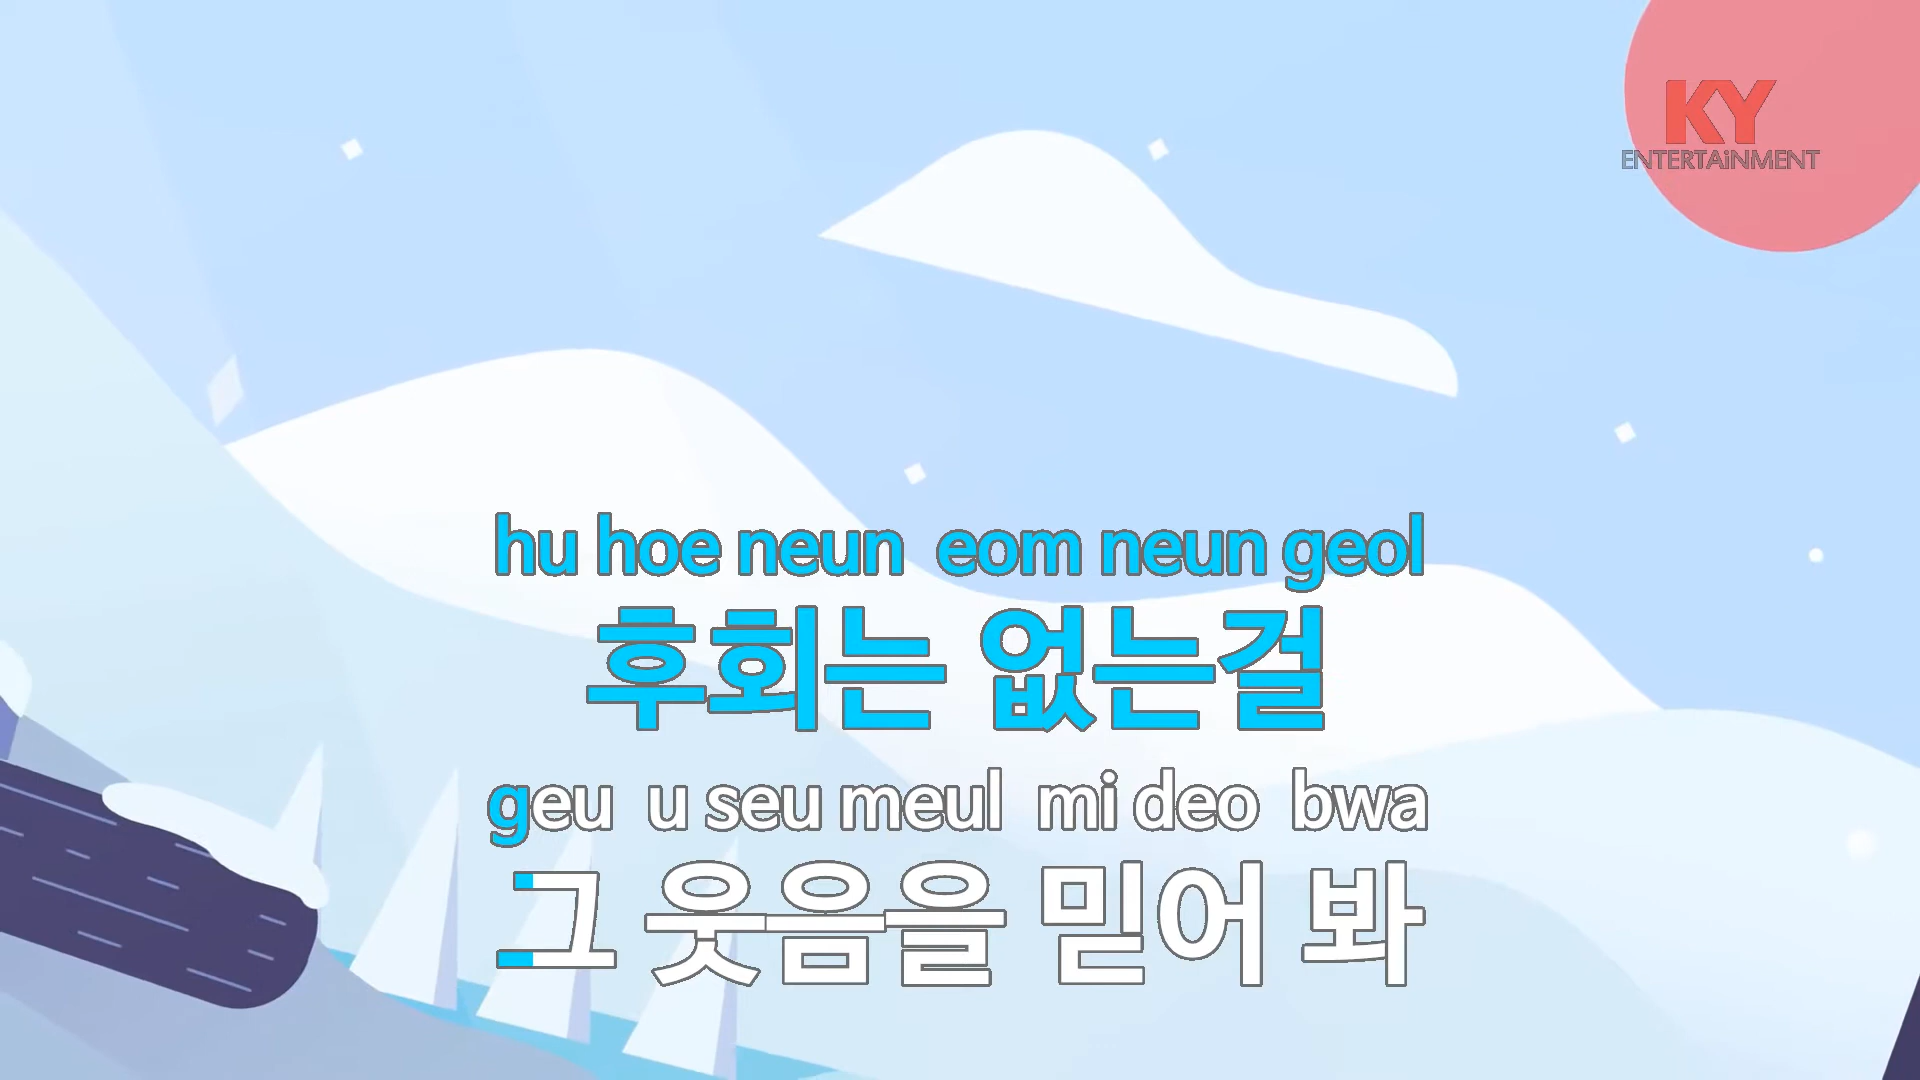 KY
ENTERTAiNMENT
hu hoe neun eom neun geol
후회는 없는걸
geu u seu meul mi deo bwa
그 웃음을 믿어 봐